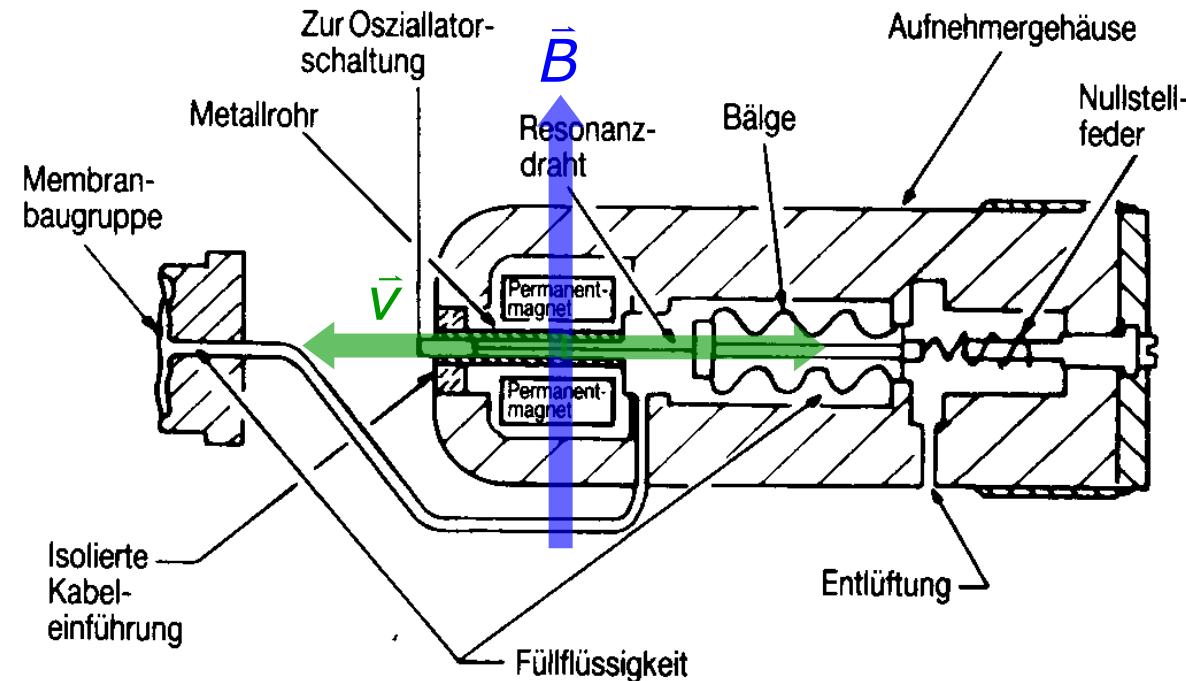 Zur Osziallator-
schaltung
B
Aufnehmergehäuse
Metallrohr
Resonanz-
draht
Bälge
Nullstell-
feder
Membran-
baugruppe
v
Permanent-
magnet
Permanent-
magnet
Isolierte
Kabel-
einführung
Entlüftung
Füllflüssigkeit